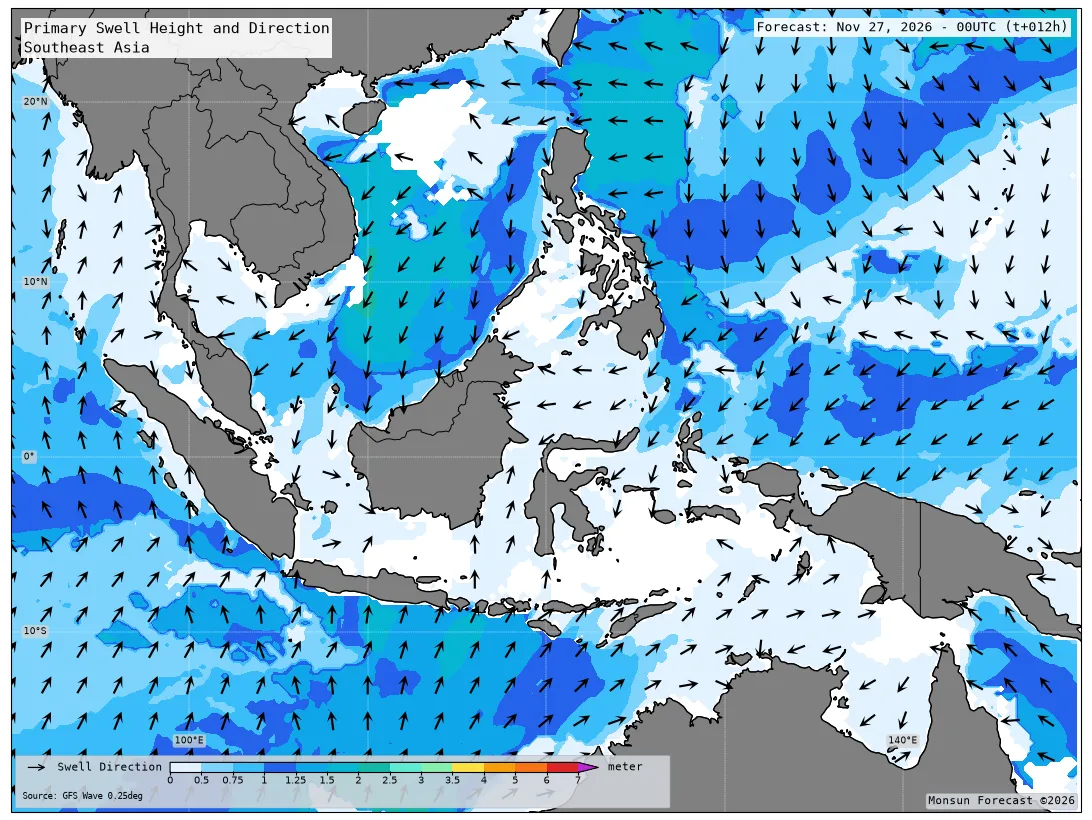 Primary Swell Height and Direction
Southeast Asia
Forecast: Nov 27, 2026 - 00UTC (t+012h)
20°N
10°N
0°
10°S
100°E
140°E
Swell Direction
meter
0 0.5 0.75 1 1.25 1.5 2 2.5 3 3.5 4 5 6 7
Source: GFS Wave 0.25deg
Monsun Forecast ©2026